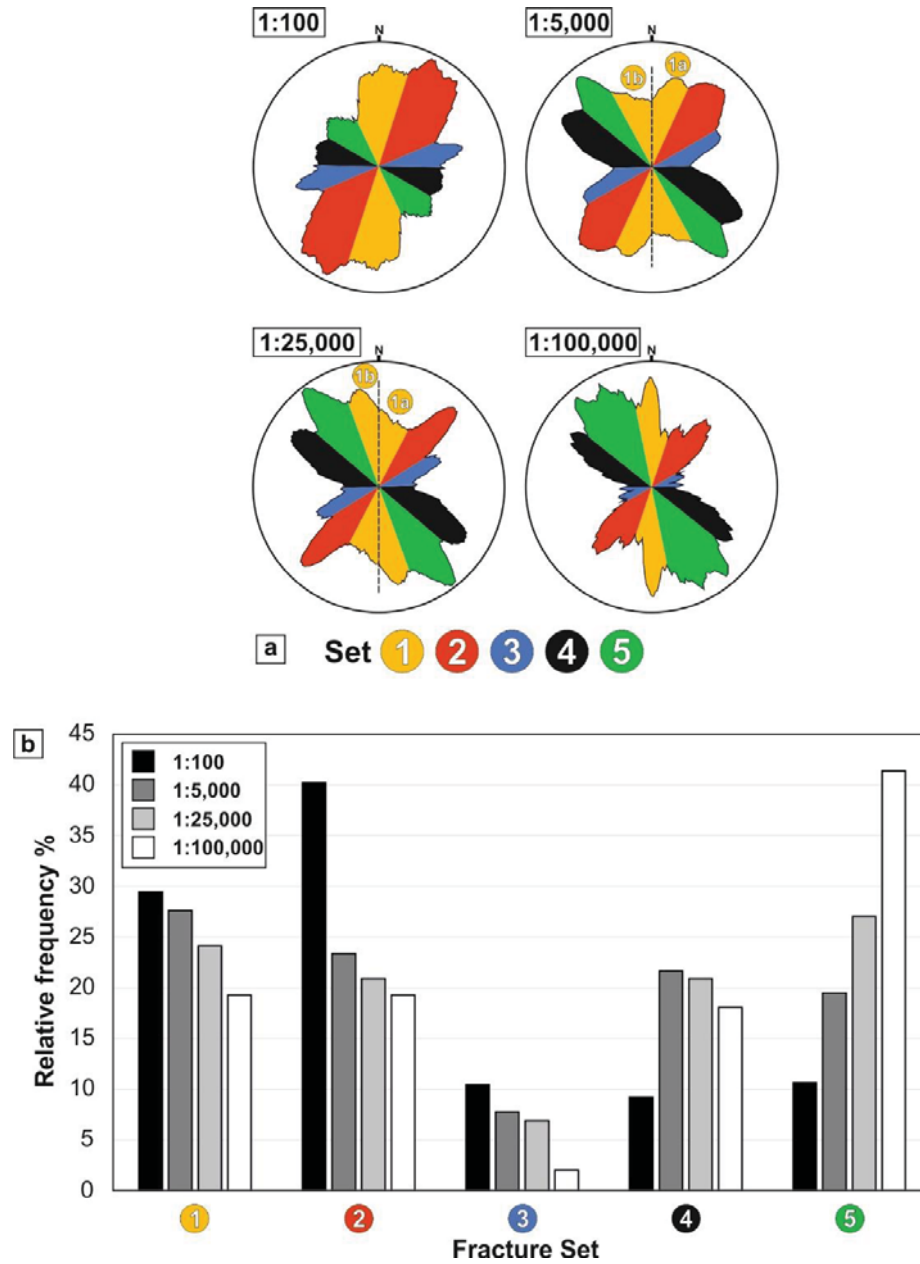 1:100
N
1:5,000
N
1b
1a
1:25,000
N
1b
1a
1:100,000
N
a
Set 1 2 3 4 5
b
45
40
35
30
25
20
15
10
5
0
Relative frequency %
1:100
1:5,000
1:25,000
1:100,000
1 2 3 4 5
Fracture Set